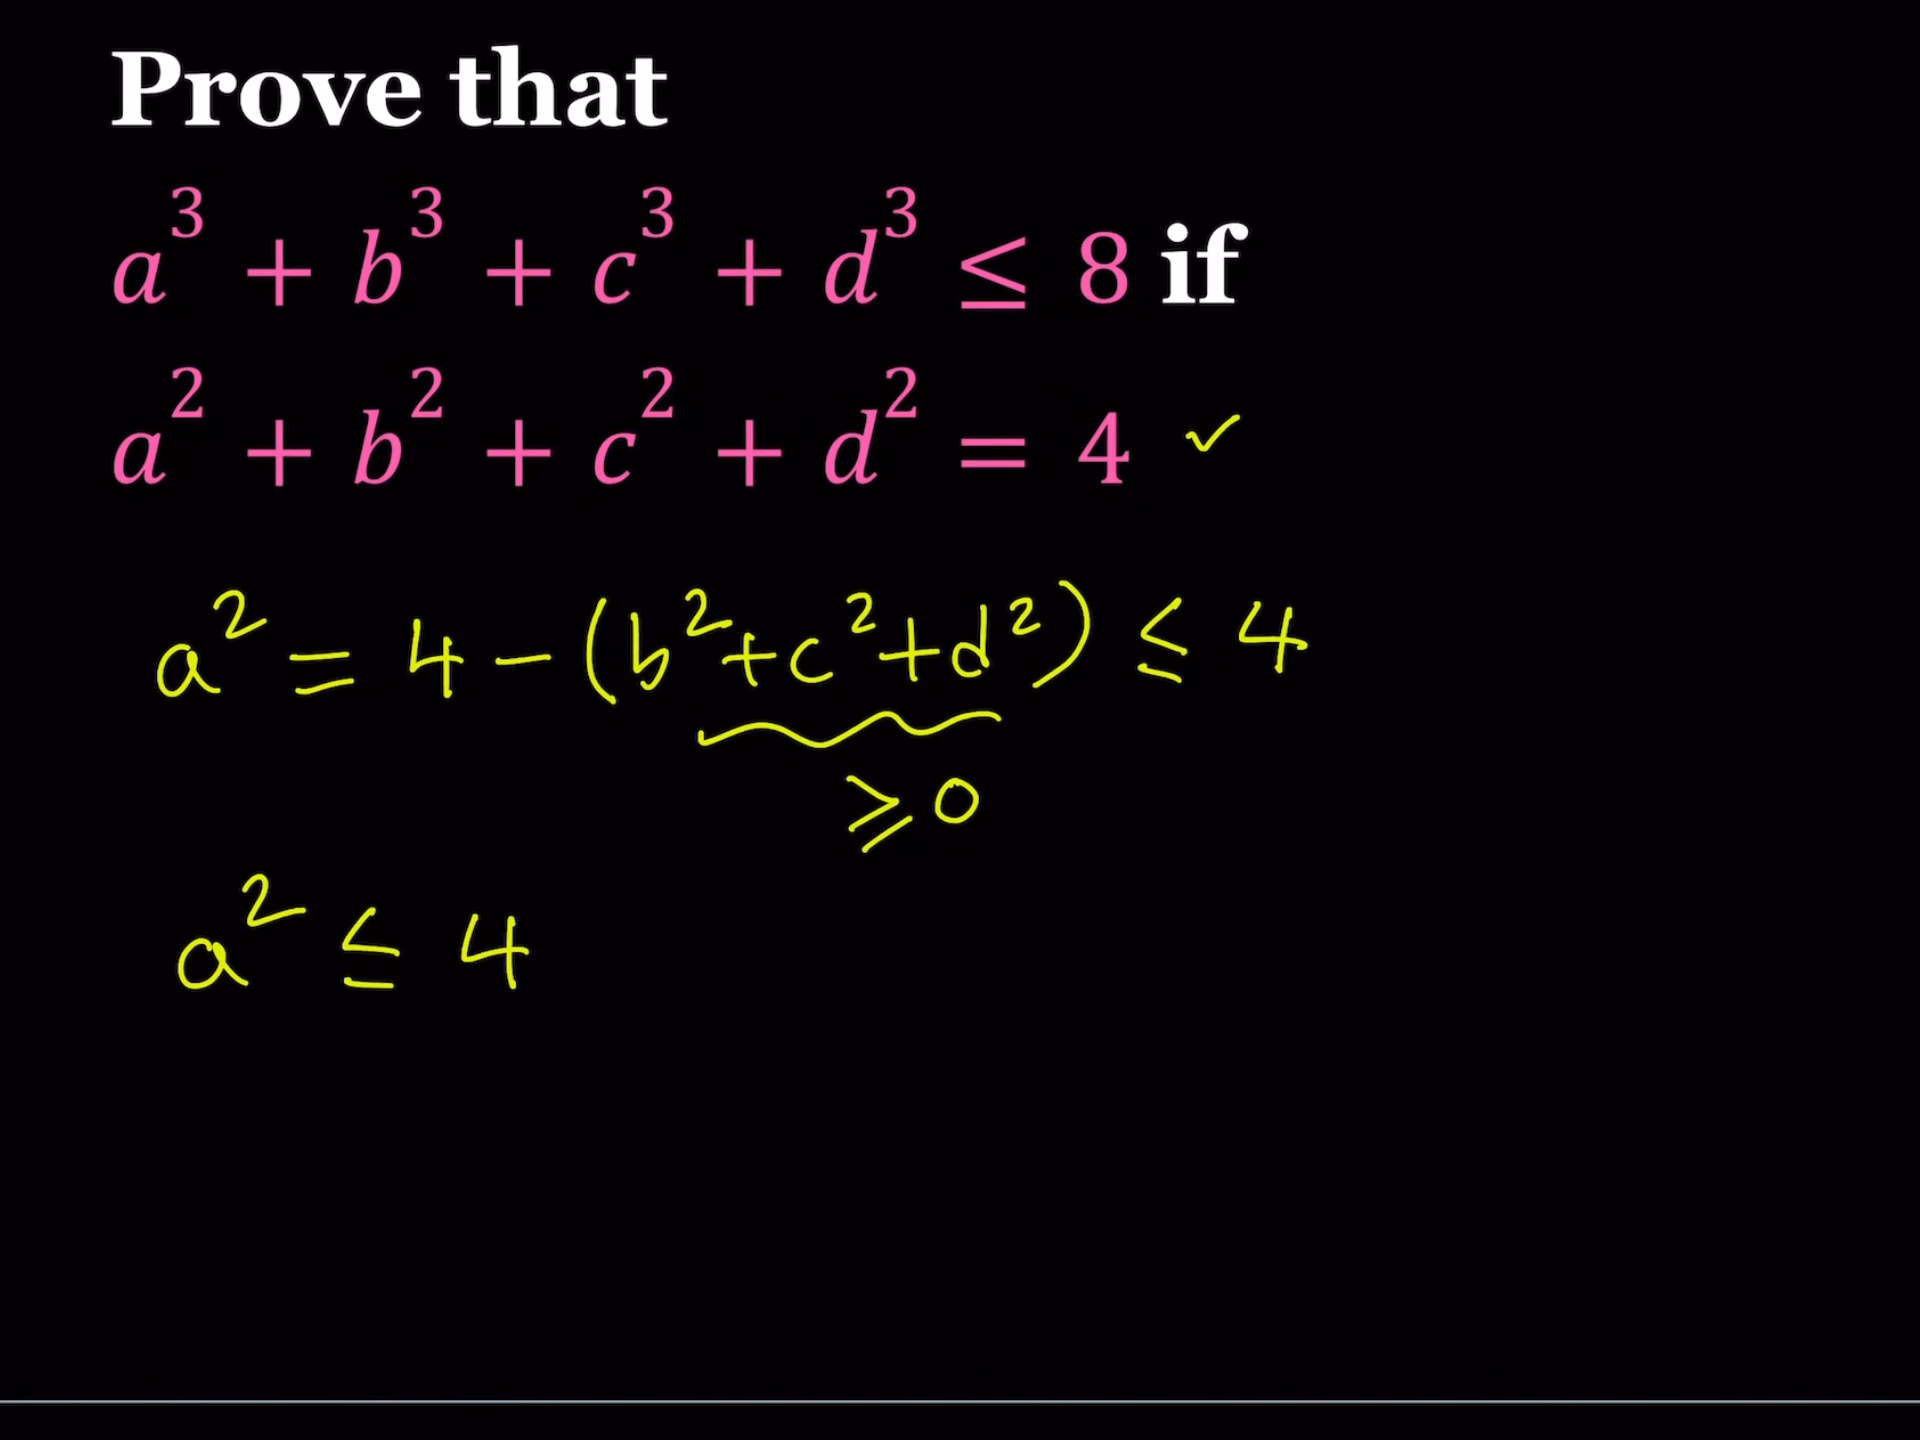 Prove that
a³ + b³ + c³ + d³ ≤ 8 if
a² + b² + c² + d² = 4 ✓
a² = 4 − (b² + c² + d²) ≤ 4
≥ 0
a² ≤ 4